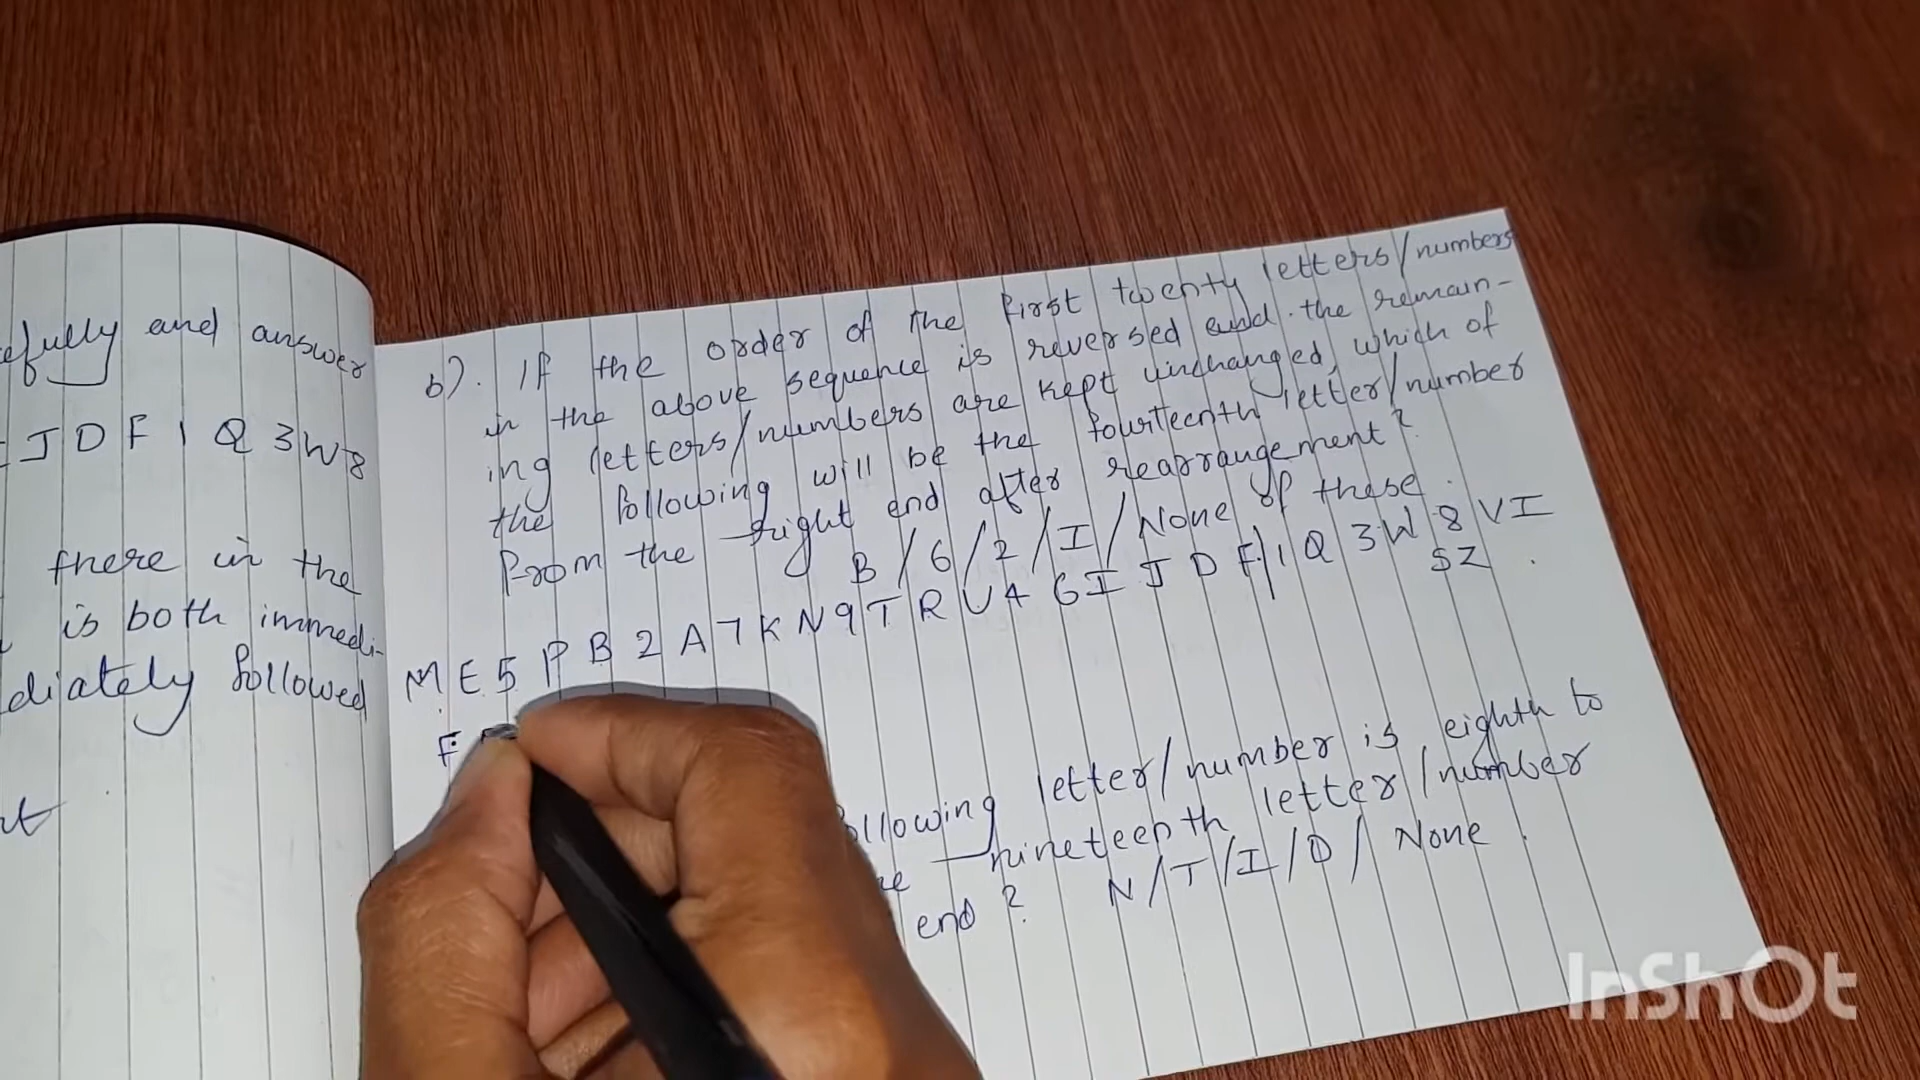 efully and answer
J D F 1 Q 3 W 8
there in the
is both immedi-
diately followed
b). If the order of the first twenty letters/numbers
in the above sequence is reversed and the remain-
ing letters/numbers are kept unchanged, which of
the following will be the fourteenth letter/number
from the right end after rearrangement?
B / 6 / 2 / I / None of these.
M E 5 P B 2 A 7 K N 9 T R U 4 6 I J D F | 1 Q 3 W 8 V I
S Z
F
ollowing letter/number is eighth to
nineteenth letter/number
end? N / T / I / D / None.
InShOt